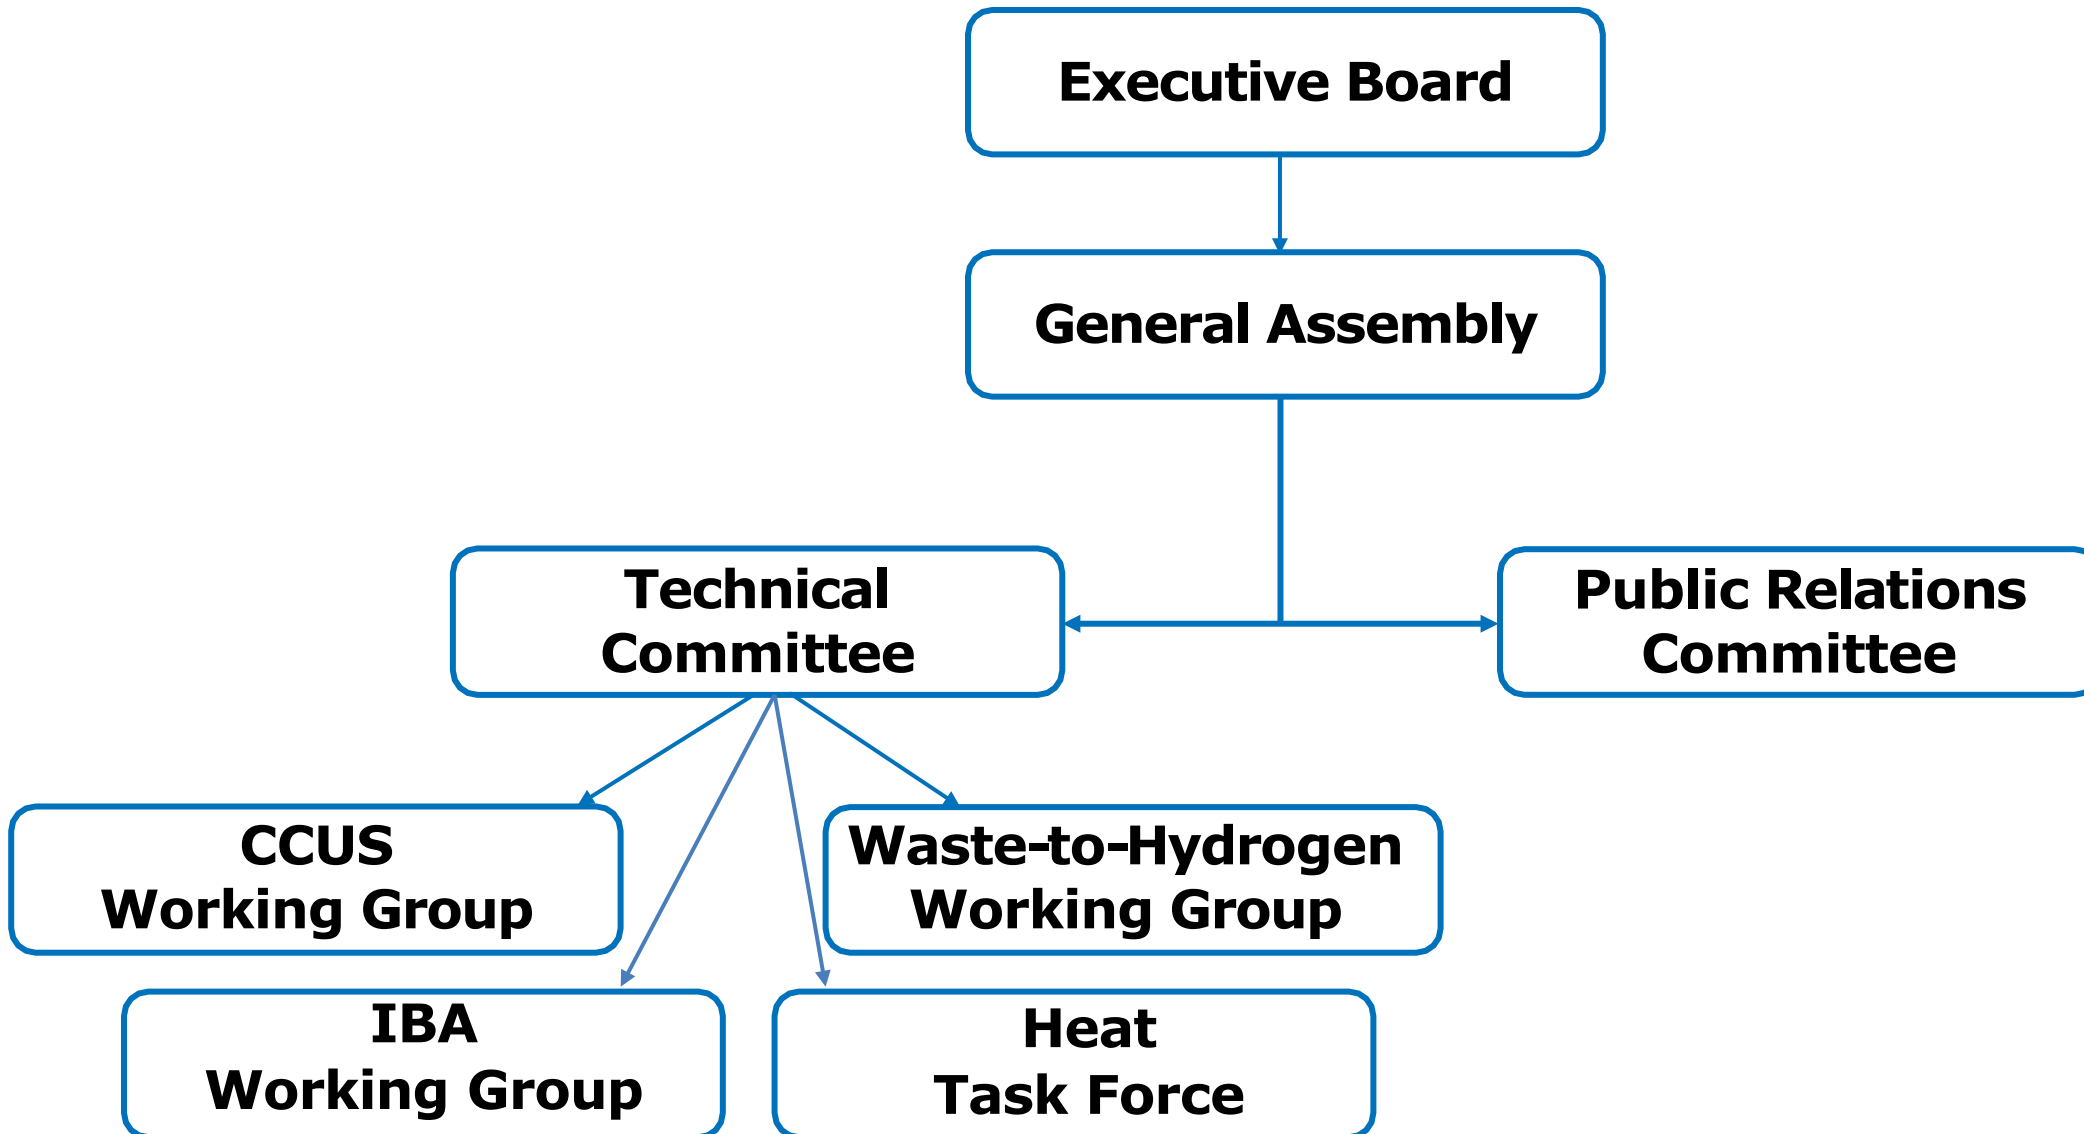 Executive Board
General Assembly
Technical
Committee
Public Relations
Committee
CCUS
Working Group
Waste-to-Hydrogen
Working Group
IBA
Working Group
Heat
Task Force